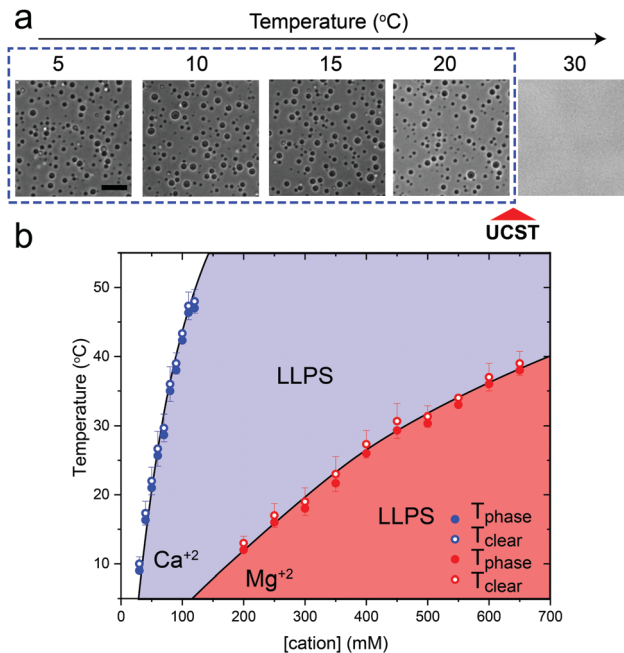 a
Temperature (°C)
5 10 15 20 30
UCST
b
Temperature (°C)
50
40
30
20
10
LLPS
LLPS
Ca+2
Mg+2
Tphase
Tclear
Tphase
Tclear
0 100 200 300 400 500 600 700
[cation] (mM)